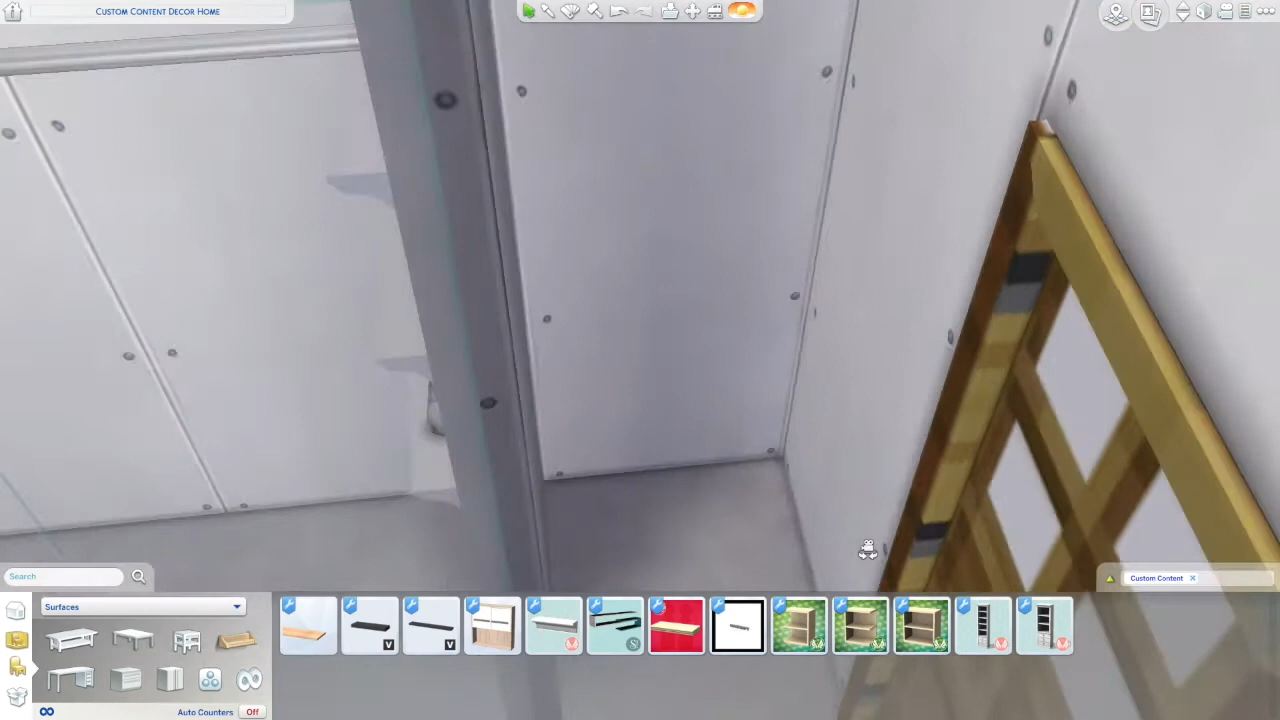 CUSTOM CONTENT DECOR HOME
Search
Custom Content
Surfaces
V
V
S
Auto Counters
Off